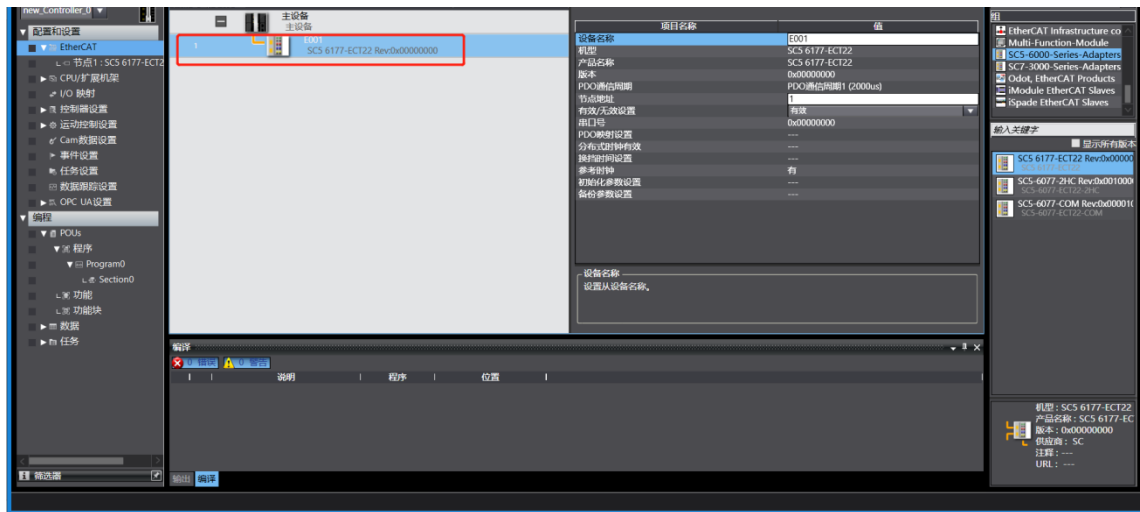 new_Controller_0
配置和设置
EtherCAT
节点1 : SC5 6177-ECT2
CPU/扩展机架
I/O 映射
控制器设置
运动控制设置
Cam数据设置
事件设置
任务设置
数据跟踪设置
OPC UA设置
编程
POUs
程序
Program0
Section0
功能
功能块
数据
任务
筛选器
主设备
主设备
1
E001
SC5 6177-ECT22 Rev:0x00000000
项目名称 值
设备名称 E001
机型 SC5 6177-ECT22
产品名称 SC5 6177-ECT22
版本 0x00000000
PDO通信周期 PDO通信周期1 (2000us)
节点地址 1
有效/无效设置 有效
串口号 0x00000000
PDO映射设置 ---
分布式时钟有效 ---
换挡时间设置 ---
参考时钟 有
初始化参数设置 ---
备份参数设置 ---
设备名称
设置从设备名称。
编译
0 错误 0 警告
说明 程序 位置
输出 编译
组
EtherCAT Infrastructure co
Multi-Function-Module
SC5-6000-Series-Adapters
SC7-3000-Series-Adapters
Odot, EtherCAT Products
iModule EtherCAT Slaves
iSpade EtherCAT Slaves
输入关键字
显示所有版本
SC5 6177-ECT22 Rev:0x00000
SC5 6177-ECT22
SC5-6077-2HC Rev:0x001000
SC5-6077-ECT22-2HC
SC5-6077-COM Rev:0x000010
SC5-6077-ECT22-COM
机型 : SC5 6177-ECT22
产品名称 : SC5 6177-EC
版本 : 0x00000000
供应商 : SC
注释 : ---
URL : ---